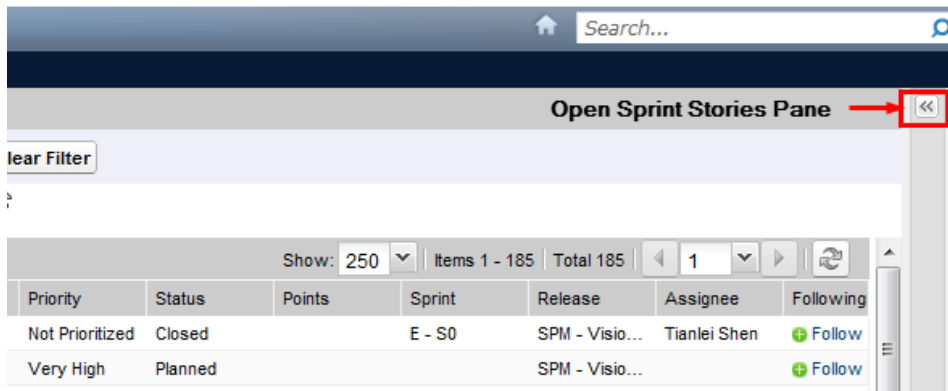 Search...
Open Sprint Stories Pane
lear Filter
Show: 250 Items 1 - 185 Total 185 1
Priority Status Points Sprint Release Assignee Following
Not Prioritized Closed E - S0 SPM - Visio... Tianlei Shen Follow
Very High Planned SPM - Visio... Follow